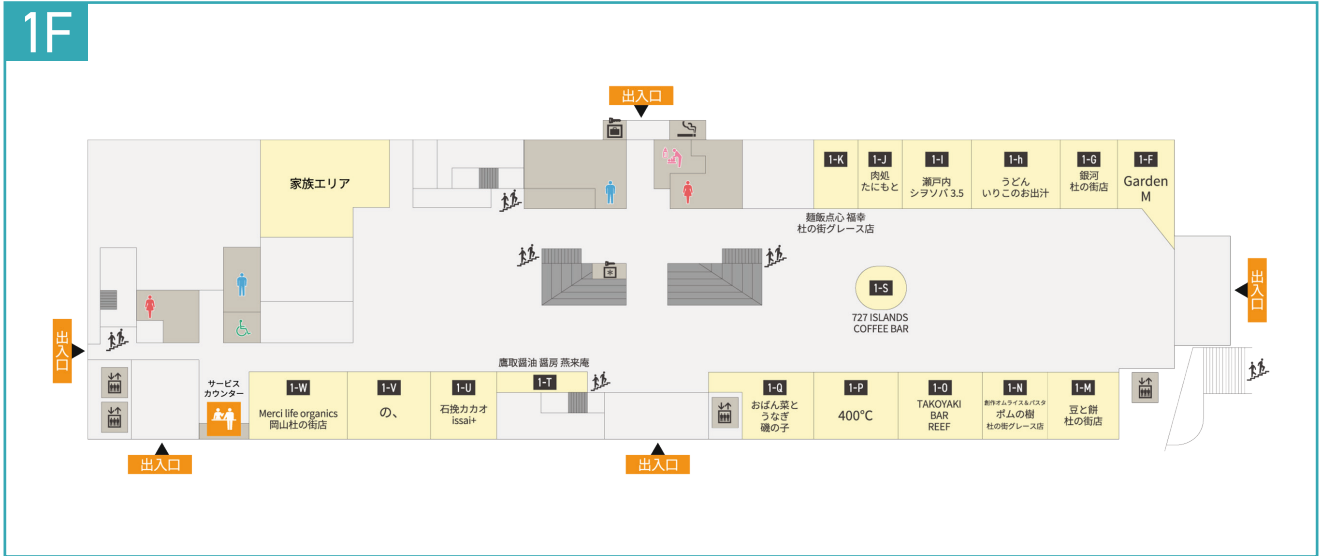 1F
出入口
家族エリア
1-K
1-J
肉処
たにもと
1-I
瀬戸内
シヲソバ 3.5
1-h
うどん
いりこのお出汁
1-G
銀河
杜の街店
1-F
Garden
M
麺飯点心 福幸
杜の街グレース店
1-S
727 ISLANDS
COFFEE BAR
出入口
出入口
サービス
カウンター
1-W
Merci life organics
岡山杜の街店
1-V
の、
1-U
石挽カカオ
issai+
鷹取醤油 醤房 燕来庵
1-T
1-Q
おばん菜と
うなぎ
磯の子
1-P
400℃
1-O
TAKOYAKI
BAR
REEF
1-N
創作オムライス&パスタ
ポムの樹
杜の街グレース店
1-M
豆と餅
杜の街店
出入口
出入口